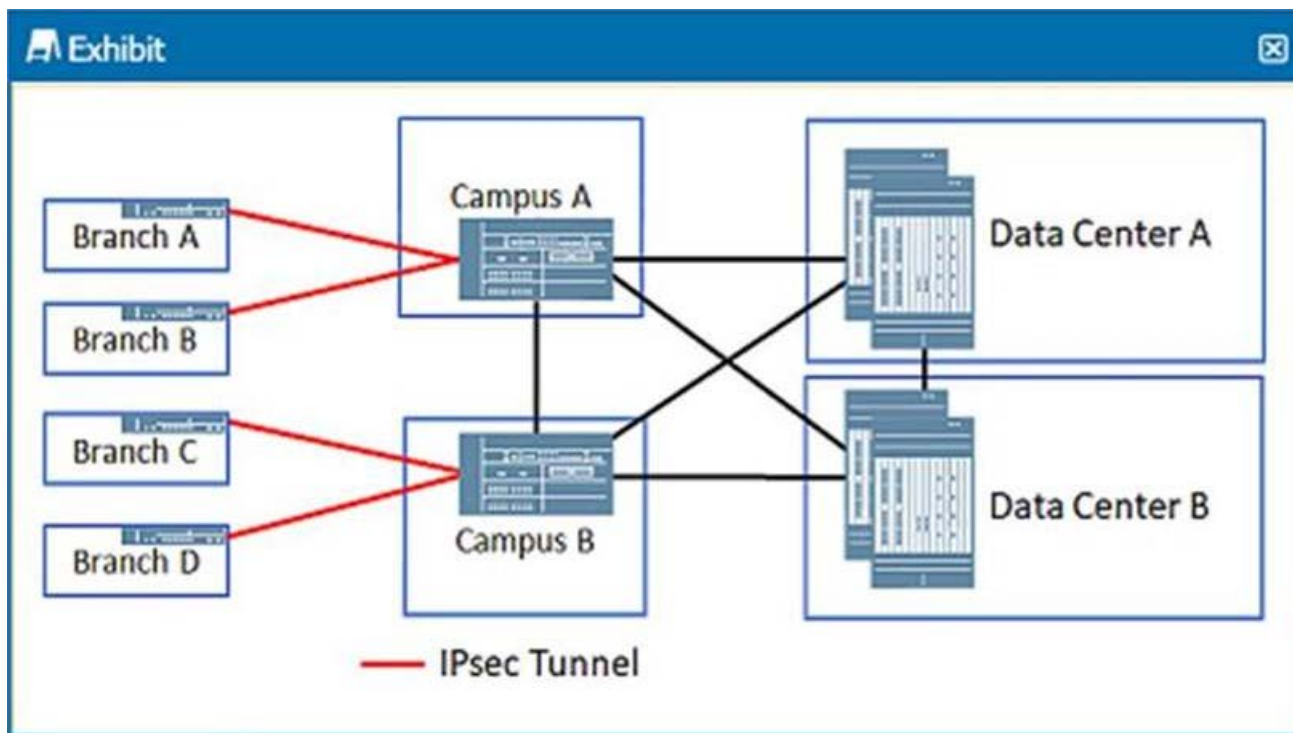 Exhibit
Campus A
Branch A
Data Center A
Branch B
Branch C
Data Center B
Campus B
Branch D
IPsec Tunnel